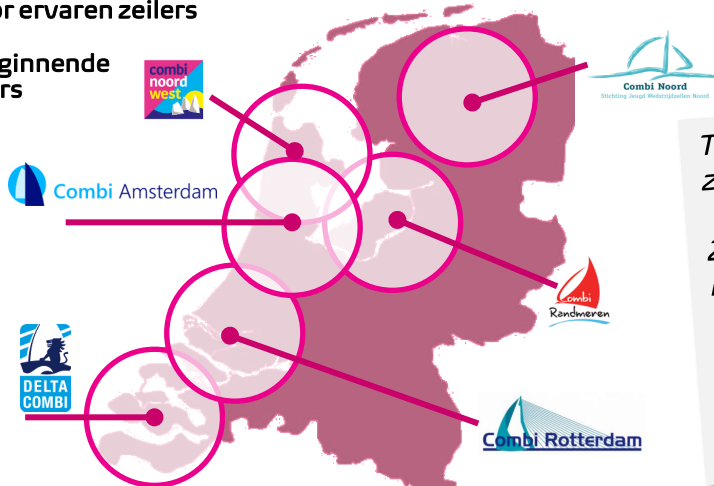 or ervaren zeilers
ginnende
rs
combi
noord
west
Combi Noord
Stichting Jeugd Wedstrijdzeilen Noord
T
z
Combi Amsterdam
2
Combi
Randmeren
DELTA
COMBI
Combi Rotterdam